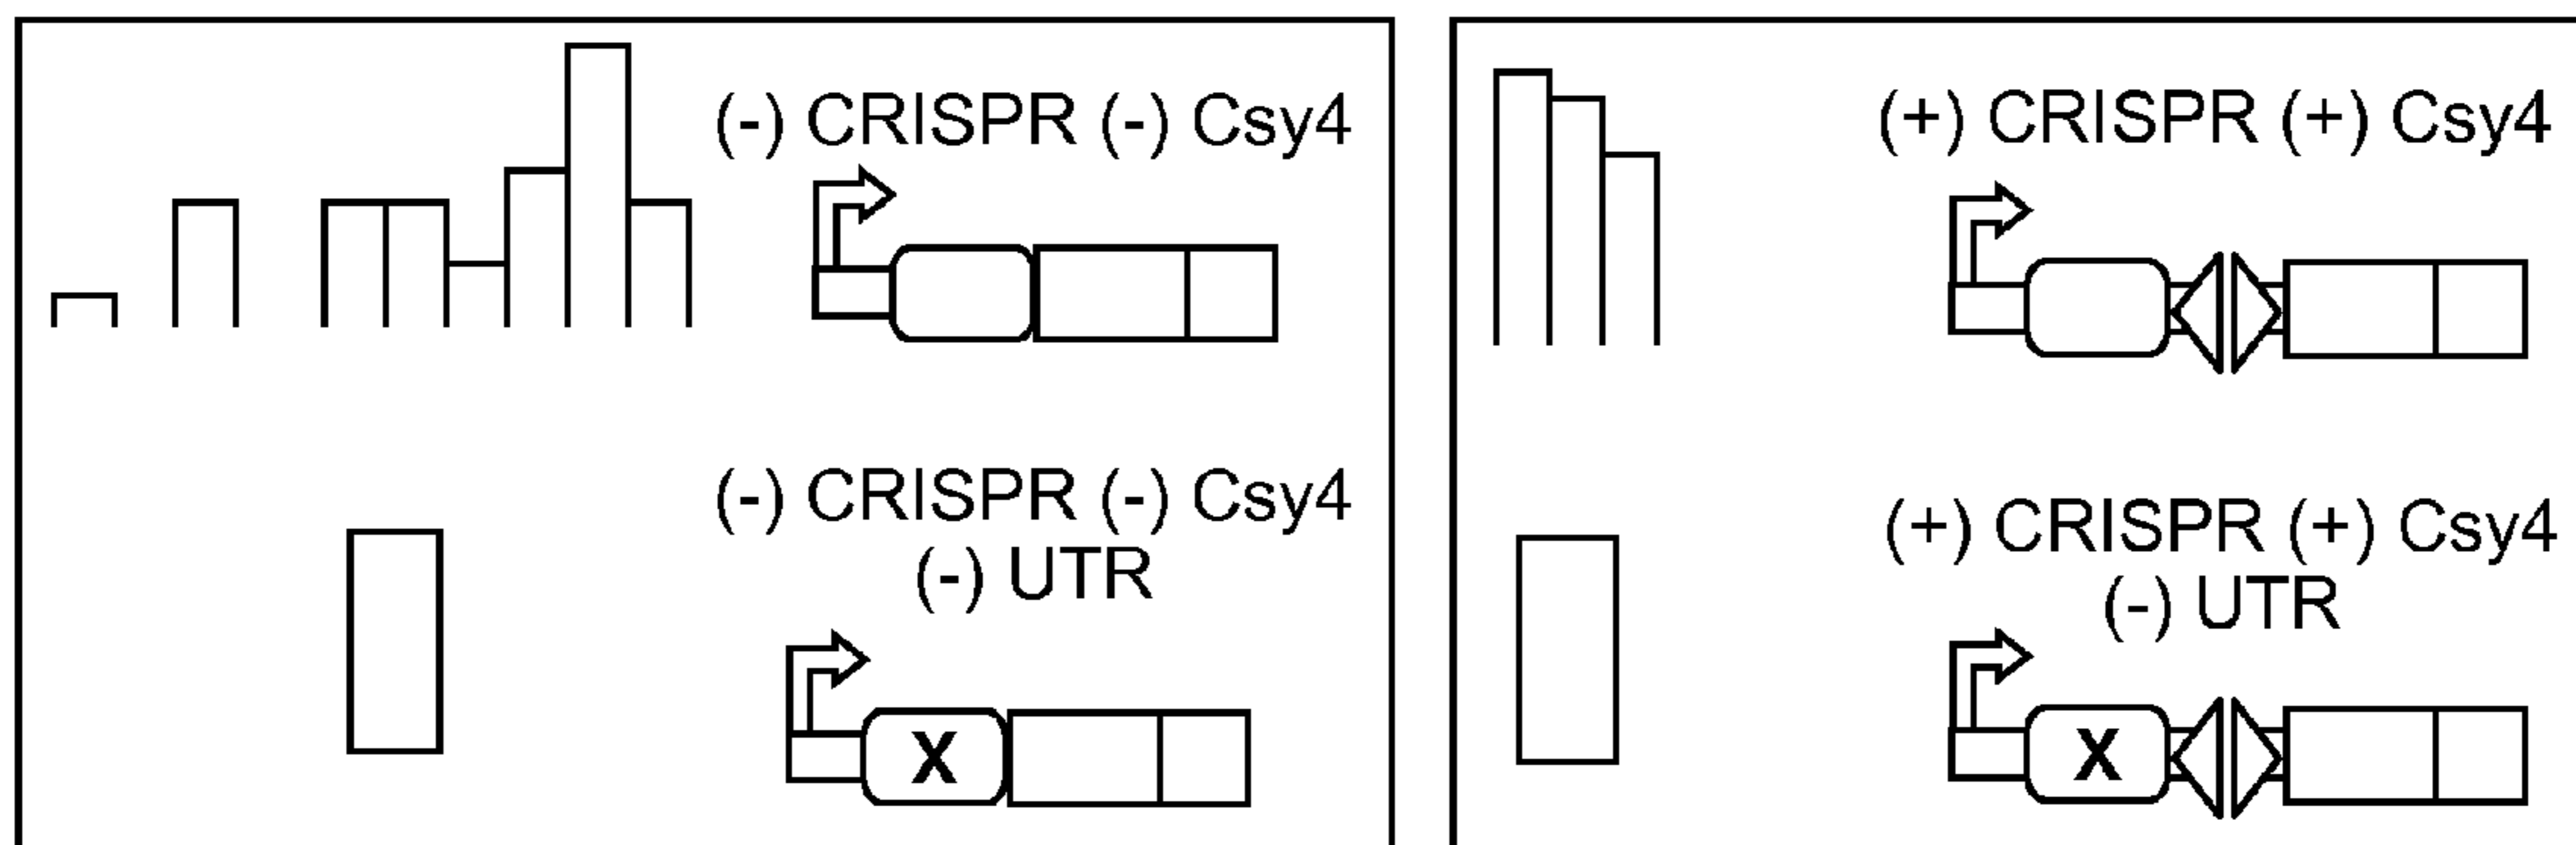 (-) CRISPR (-) Csy4
(-) CRISPR (-) Csy4
(-) UTR
X
(+) CRISPR (+) Csy4
(+) CRISPR (+) Csy4
(-) UTR
X